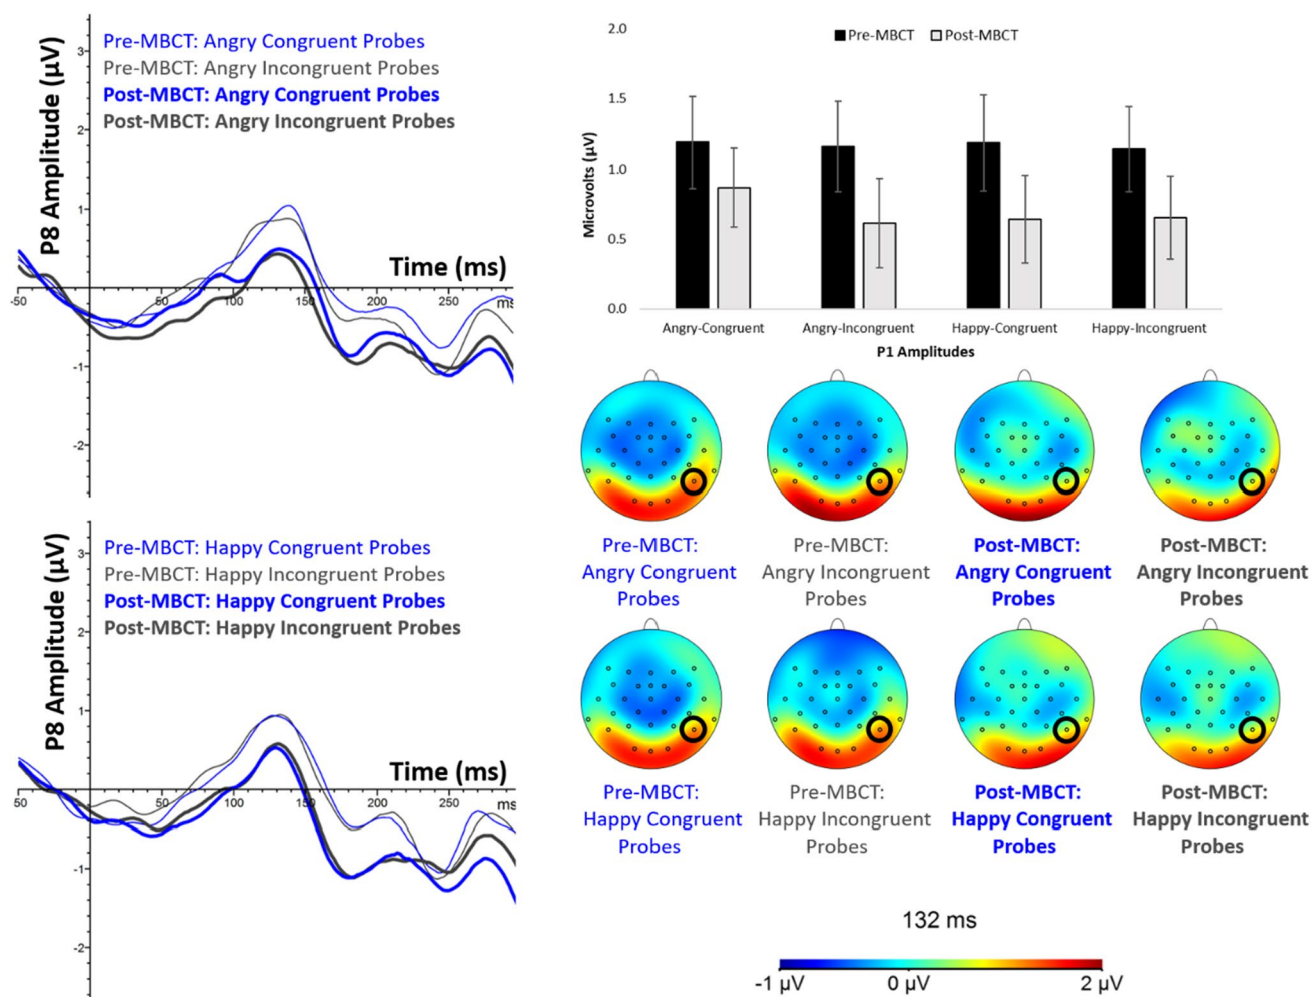 P8 Amplitude (µV)
Pre-MBCT: Angry Congruent Probes
Pre-MBCT: Angry Incongruent Probes
Post-MBCT: Angry Congruent Probes
Post-MBCT: Angry Incongruent Probes
3
2
1
-1
-2
Time (ms)
-50
50
100
150
200
250
ms
2.0
1.5
1.0
0.5
0.0
Microvolts (µV)
Pre-MBCT
Post-MBCT
Angry-Congruent
Angry-Incongruent
Happy-Congruent
Happy-Incongruent
P1 Amplitudes
Pre-MBCT:
Angry Congruent
Probes
Pre-MBCT:
Angry Incongruent
Probes
Post-MBCT:
Angry Congruent
Probes
Post-MBCT:
Angry Incongruent
Probes
P8 Amplitude (µV)
Pre-MBCT: Happy Congruent Probes
Pre-MBCT: Happy Incongruent Probes
Post-MBCT: Happy Congruent Probes
Post-MBCT: Happy Incongruent Probes
3
2
1
-1
-2
Time (ms)
50
50
100
150
200
250
ms
Pre-MBCT:
Happy Congruent
Probes
Pre-MBCT:
Happy Incongruent
Probes
Post-MBCT:
Happy Congruent
Probes
Post-MBCT:
Happy Incongruent
Probes
132 ms
-1 µV
0 µV
2 µV